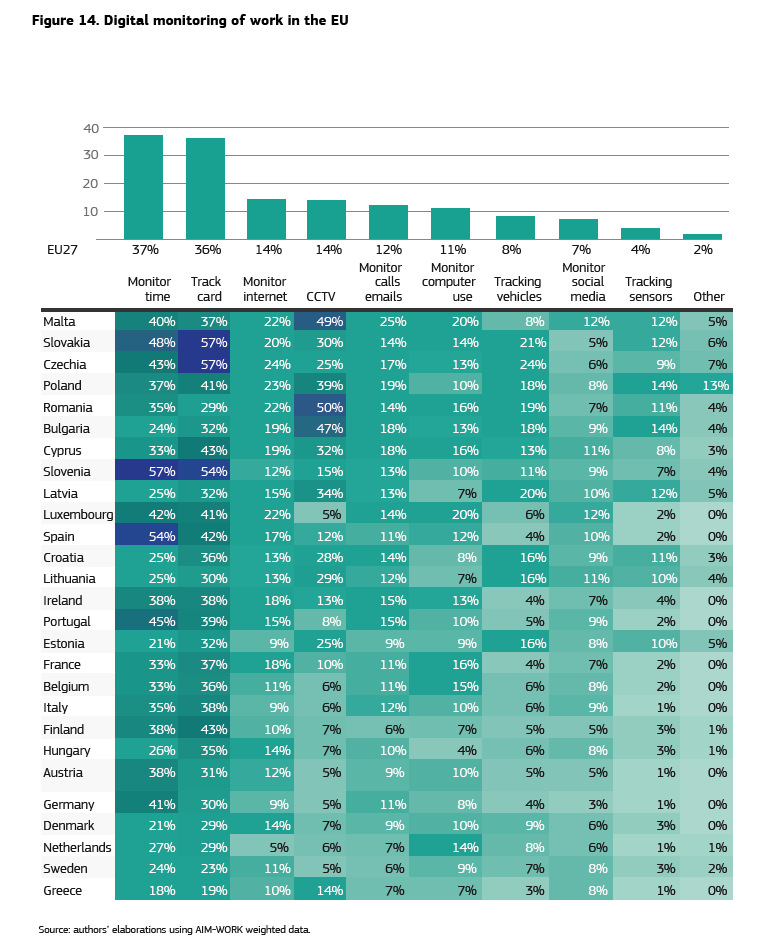 Figure 14. Digital monitoring of work in the EU
40
30
20
10
EU27 37% 36% 14% 14% 12% 11% 8% 7% 4% 2%
Monitor time Track card Monitor internet CCTV Monitor calls emails Monitor computer use Tracking vehicles Monitor social media Tracking sensors Other
Malta 40% 37% 22% 49% 25% 20% 8% 12% 12% 5%
Slovakia 48% 57% 20% 30% 14% 14% 21% 5% 12% 6%
Czechia 43% 57% 24% 25% 17% 13% 24% 6% 9% 7%
Poland 37% 41% 23% 39% 19% 10% 18% 8% 14% 13%
Romania 35% 29% 22% 50% 14% 16% 19% 7% 11% 4%
Bulgaria 24% 32% 19% 47% 18% 13% 18% 9% 14% 4%
Cyprus 33% 43% 19% 32% 18% 16% 13% 11% 8% 3%
Slovenia 57% 54% 12% 15% 13% 10% 11% 9% 7% 4%
Latvia 25% 32% 15% 34% 13% 7% 20% 10% 12% 5%
Luxembourg 42% 41% 22% 5% 14% 20% 6% 12% 2% 0%
Spain 54% 42% 17% 12% 11% 12% 4% 10% 2% 0%
Croatia 25% 36% 13% 28% 14% 8% 16% 9% 11% 3%
Lithuania 25% 30% 13% 29% 12% 7% 16% 11% 10% 4%
Ireland 38% 38% 18% 13% 15% 13% 4% 7% 4% 0%
Portugal 45% 39% 15% 8% 15% 10% 5% 9% 2% 0%
Estonia 21% 32% 9% 25% 9% 9% 16% 8% 10% 5%
France 33% 37% 18% 10% 11% 16% 4% 7% 2% 0%
Belgium 33% 36% 11% 6% 11% 15% 6% 8% 2% 0%
Italy 35% 38% 9% 6% 12% 10% 6% 9% 1% 0%
Finland 38% 43% 10% 7% 6% 7% 5% 5% 3% 1%
Hungary 26% 35% 14% 7% 10% 4% 6% 8% 3% 1%
Austria 38% 31% 12% 5% 9% 10% 5% 5% 1% 0%
Germany 41% 30% 9% 5% 11% 8% 4% 3% 1% 0%
Denmark 21% 29% 14% 7% 9% 10% 9% 6% 3% 0%
Netherlands 27% 29% 5% 6% 7% 14% 8% 6% 1% 1%
Sweden 24% 23% 11% 5% 6% 9% 7% 8% 3% 2%
Greece 18% 19% 10% 14% 7% 7% 3% 8% 1% 0%
Source: authors' elaborations using AIM-WORK weighted data.